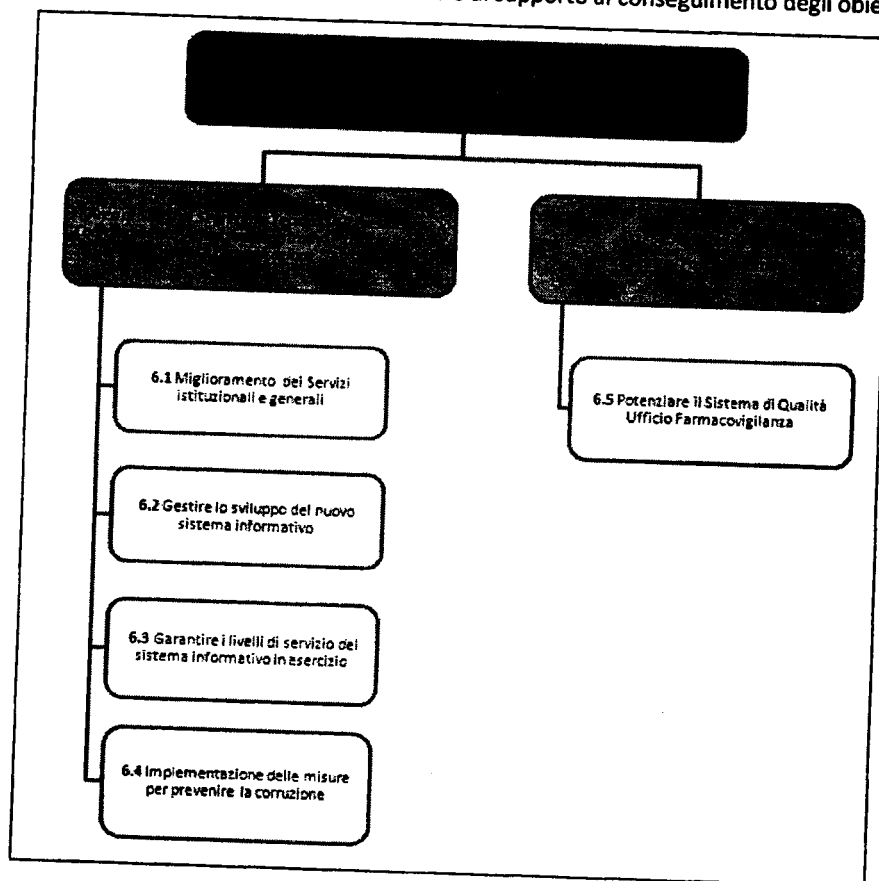 di supporto al conseguimento degli obie
6.1 Miglioramento dei Servizi
istituzionali e generali
6.5 Potenziare il Sistema di Qualità
Ufficio Farmacovigilanza
6.2 Gestire lo sviluppo del nuovo
sistema informativo
6.3 Garantire i livelli di servizio del
sistema informativo in esercizio
6.4 Implementazione delle misure
per prevenire la corruzione